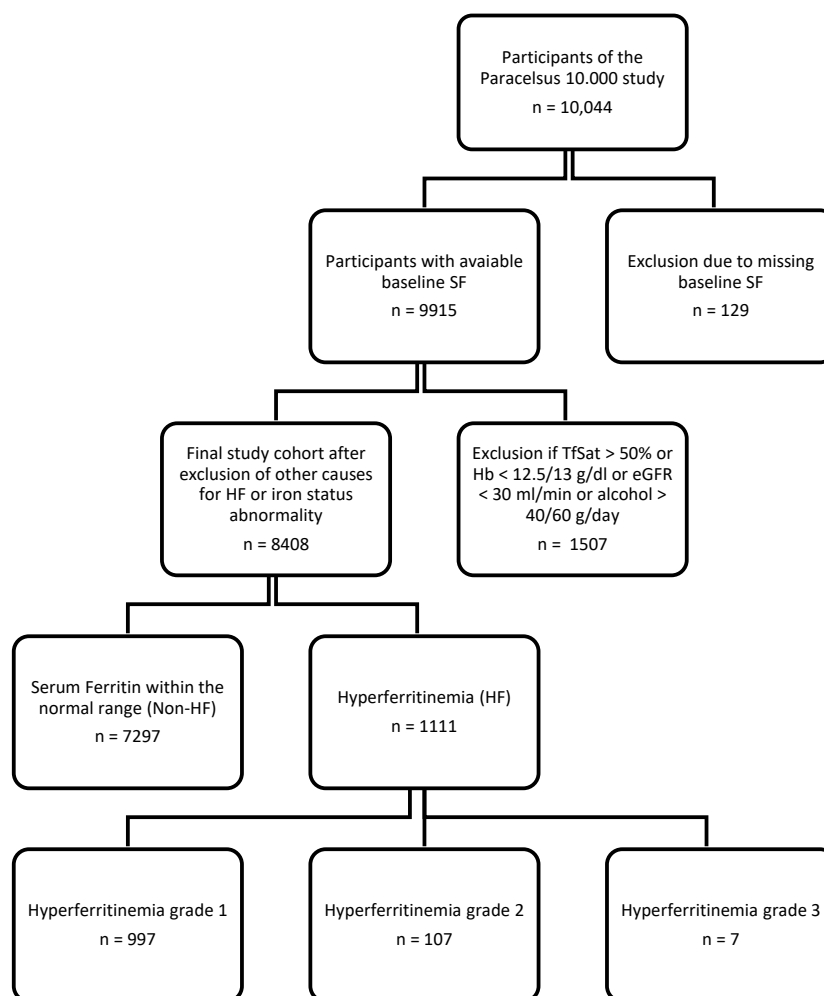 Participants of the
Paracelsus 10.000 study
n = 10,044
Participants with avaiable
baseline SF
n = 9915
Exclusion due to missing
baseline SF
n = 129
Final study cohort after
exclusion of other causes
for HF or iron status
abnormality
n = 8408
Exclusion if TfSat > 50% or
Hb < 12.5/13 g/dl or eGFR
< 30 ml/min or alcohol >
40/60 g/day
n = 1507
Serum Ferritin within the
normal range (Non-HF)
n = 7297
Hyperferritinemia (HF)
n = 1111
Hyperferritinemia grade 1
n = 997
Hyperferritinemia grade 2
n = 107
Hyperferritinemia grade 3
n = 7